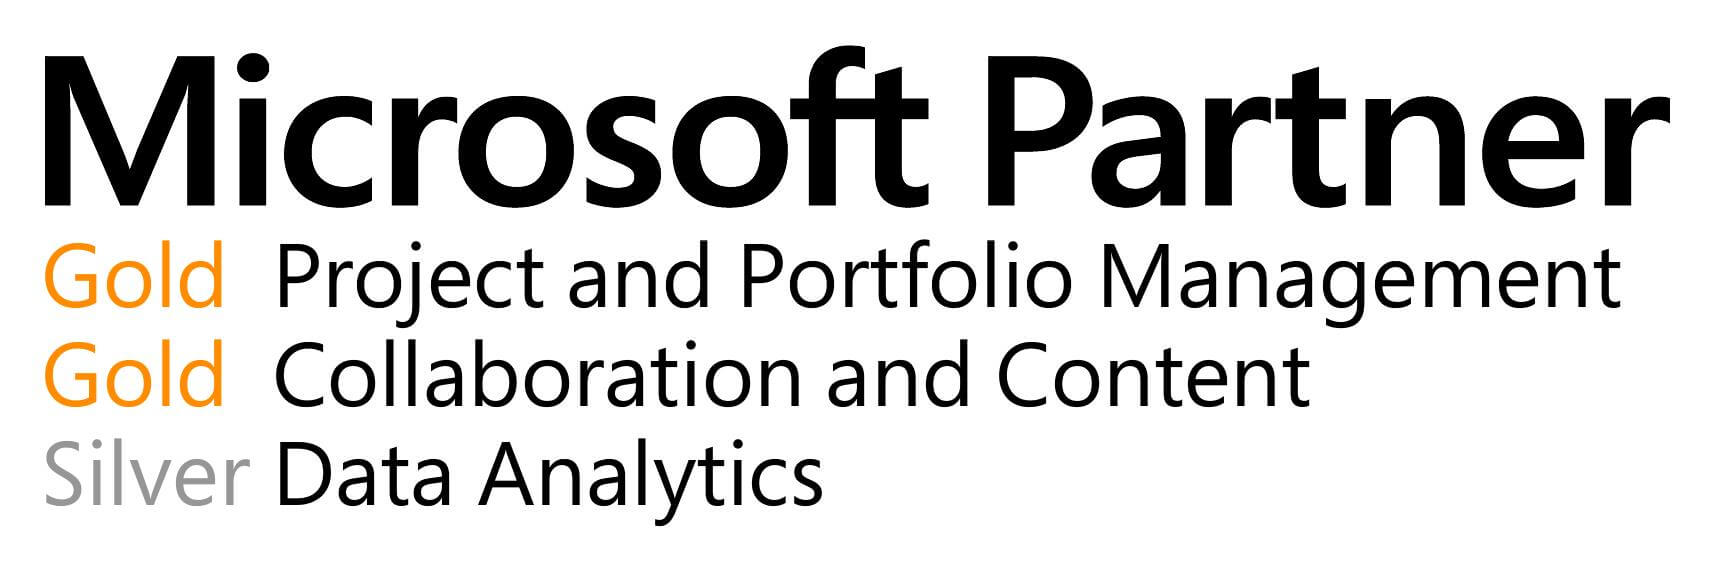 Microsoft Partner
Gold Project and Portfolio Management
Gold Collaboration and Content
Silver Data Analytics